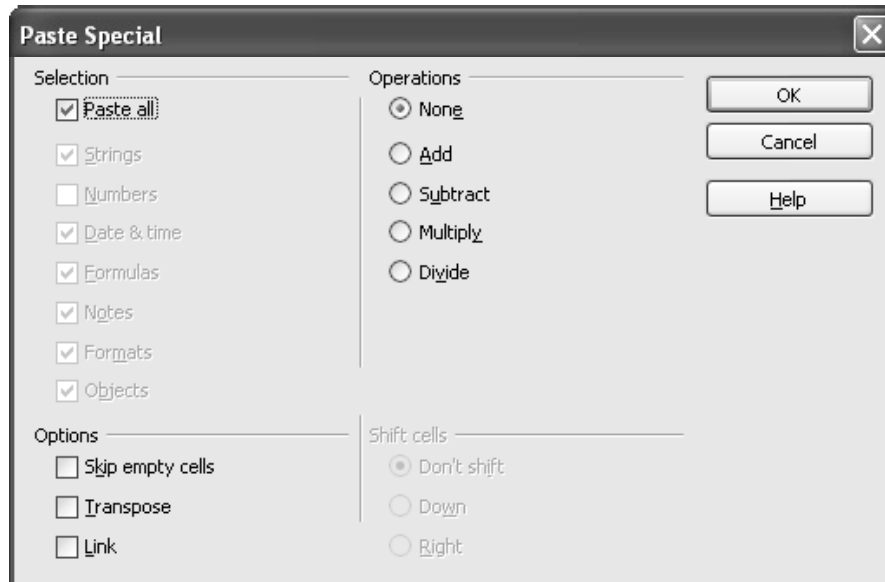 Paste Special
Selection
Paste all
Strings
Numbers
Date & time
Formulas
Notes
Formats
Objects
Operations
None
Add
Subtract
Multiply
Divide
OK
Cancel
Help
Options
Skip empty cells
Transpose
Link
Shift cells
Don't shift
Down
Right